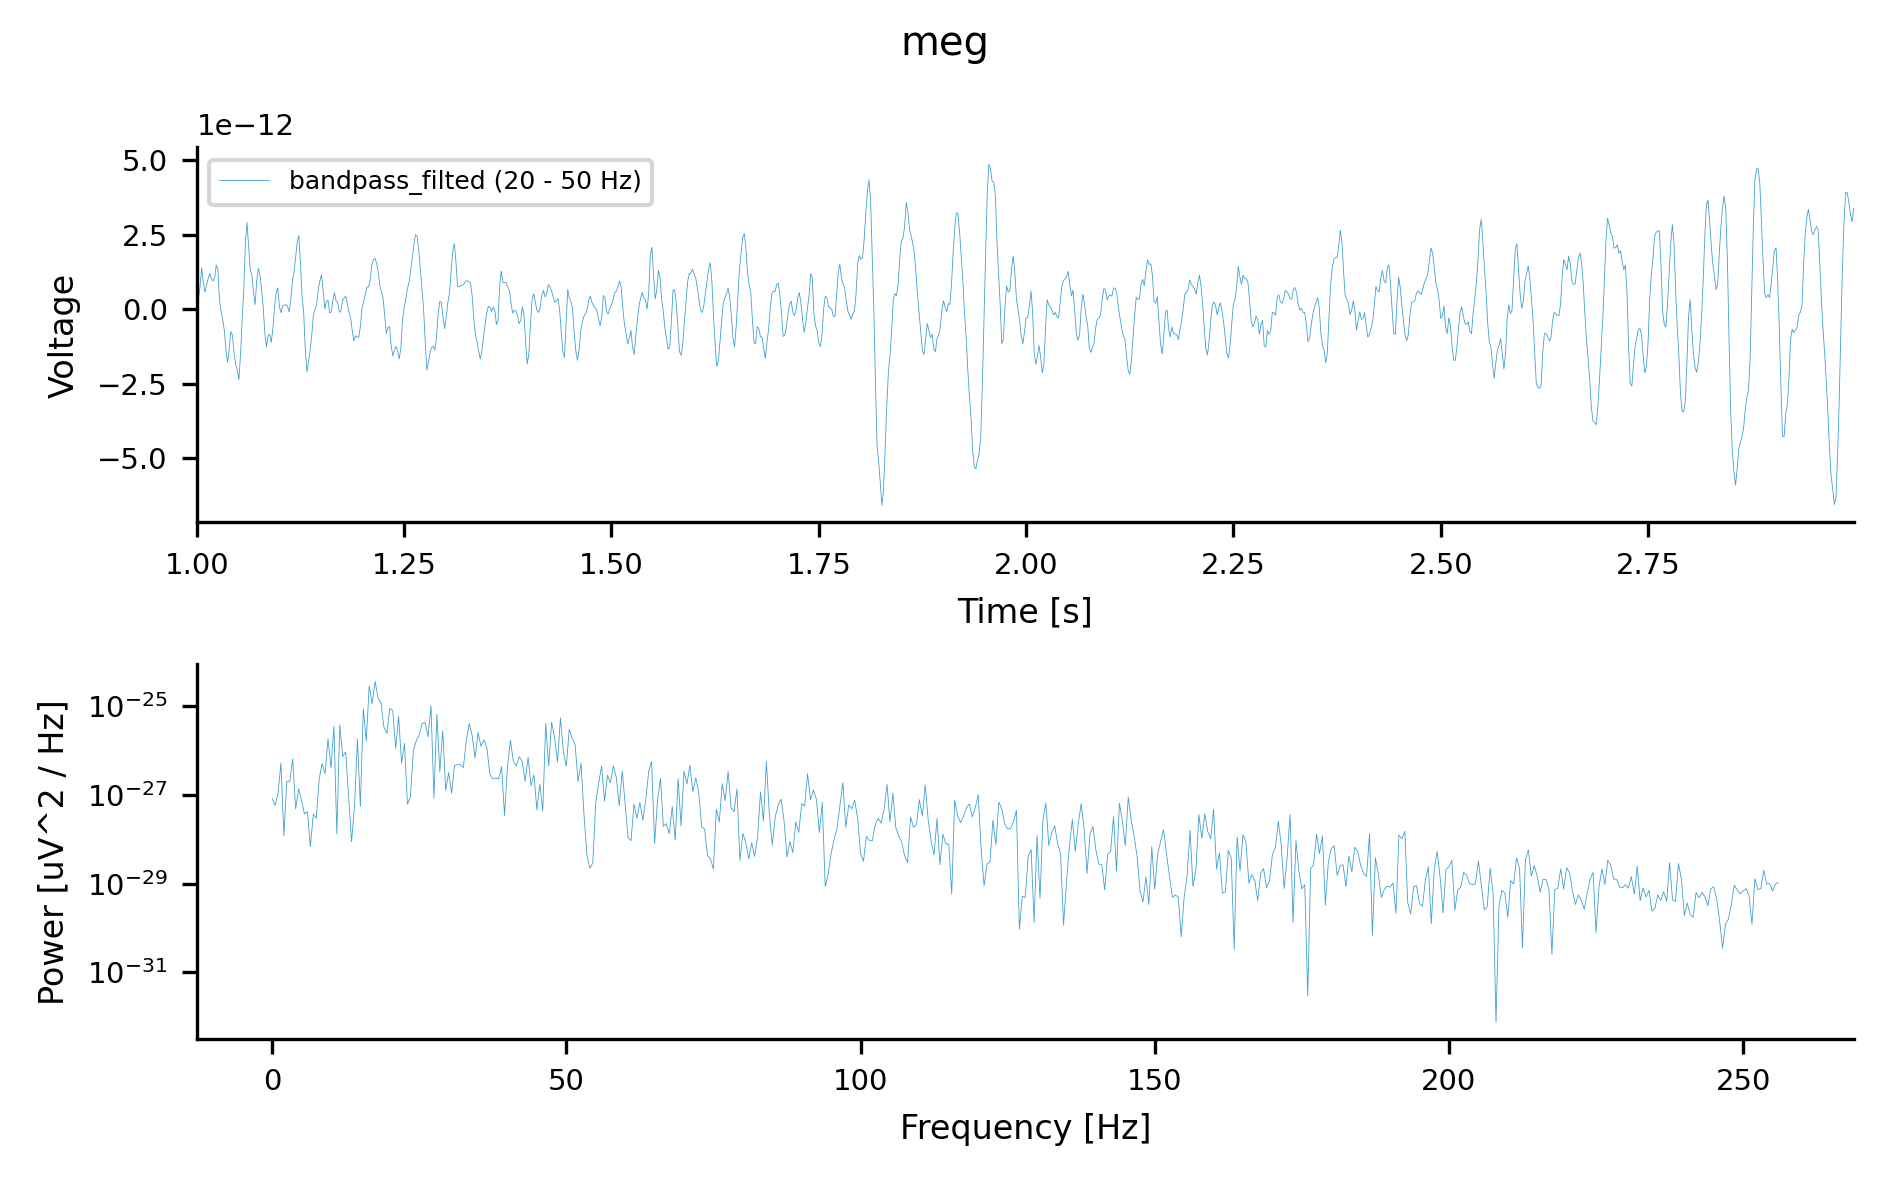 meg
1e−12
5.0
2.5
0.0
−2.5
−5.0
Voltage
bandpass_filted (20 - 50 Hz)
1.00 1.25 1.50 1.75 2.00 2.25 2.50 2.75
Time [s]
10⁻²⁵
10⁻²⁷
10⁻²⁹
10⁻³¹
Power [uV^2 / Hz]
0 50 100 150 200 250
Frequency [Hz]